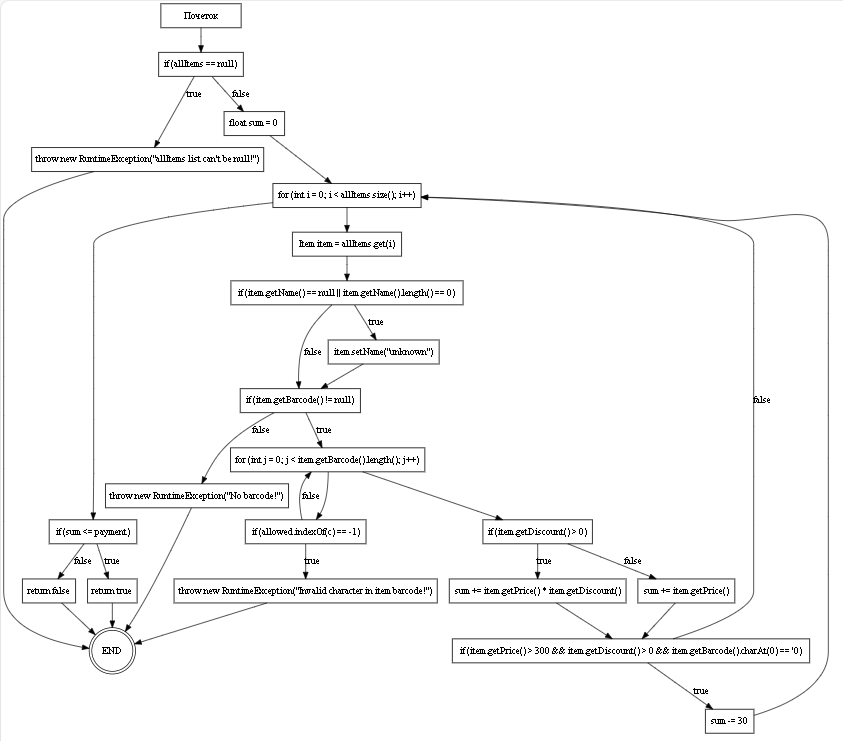 Почеток
if (allItems == null)
true
false
float sum = 0
throw new RuntimeException("allItems list can't be null!")
for (int i = 0; i < allItems.size(); i++)
Item item = allItems.get(i)
if (item.getName() == null || item.getName().length() == 0)
true
false
item.setName("unknown")
if (item.getBarcode() != null)
false
false
true
for (int j = 0; j < item.getBarcode().length(); j++)
throw new RuntimeException("No barcode!")
false
if (sum <= payment)
if (allowed.indexOf(c) == -1)
if (item.getDiscount() > 0)
false
true
true
true
false
return false
return true
throw new RuntimeException("Invalid character in item barcode!")
sum += item.getPrice() * item.getDiscount()
sum += item.getPrice()
END
if (item.getPrice() > 300 && item.getDiscount() > 0 && item.getBarcode().charAt(0) == '0')
true
sum -= 30